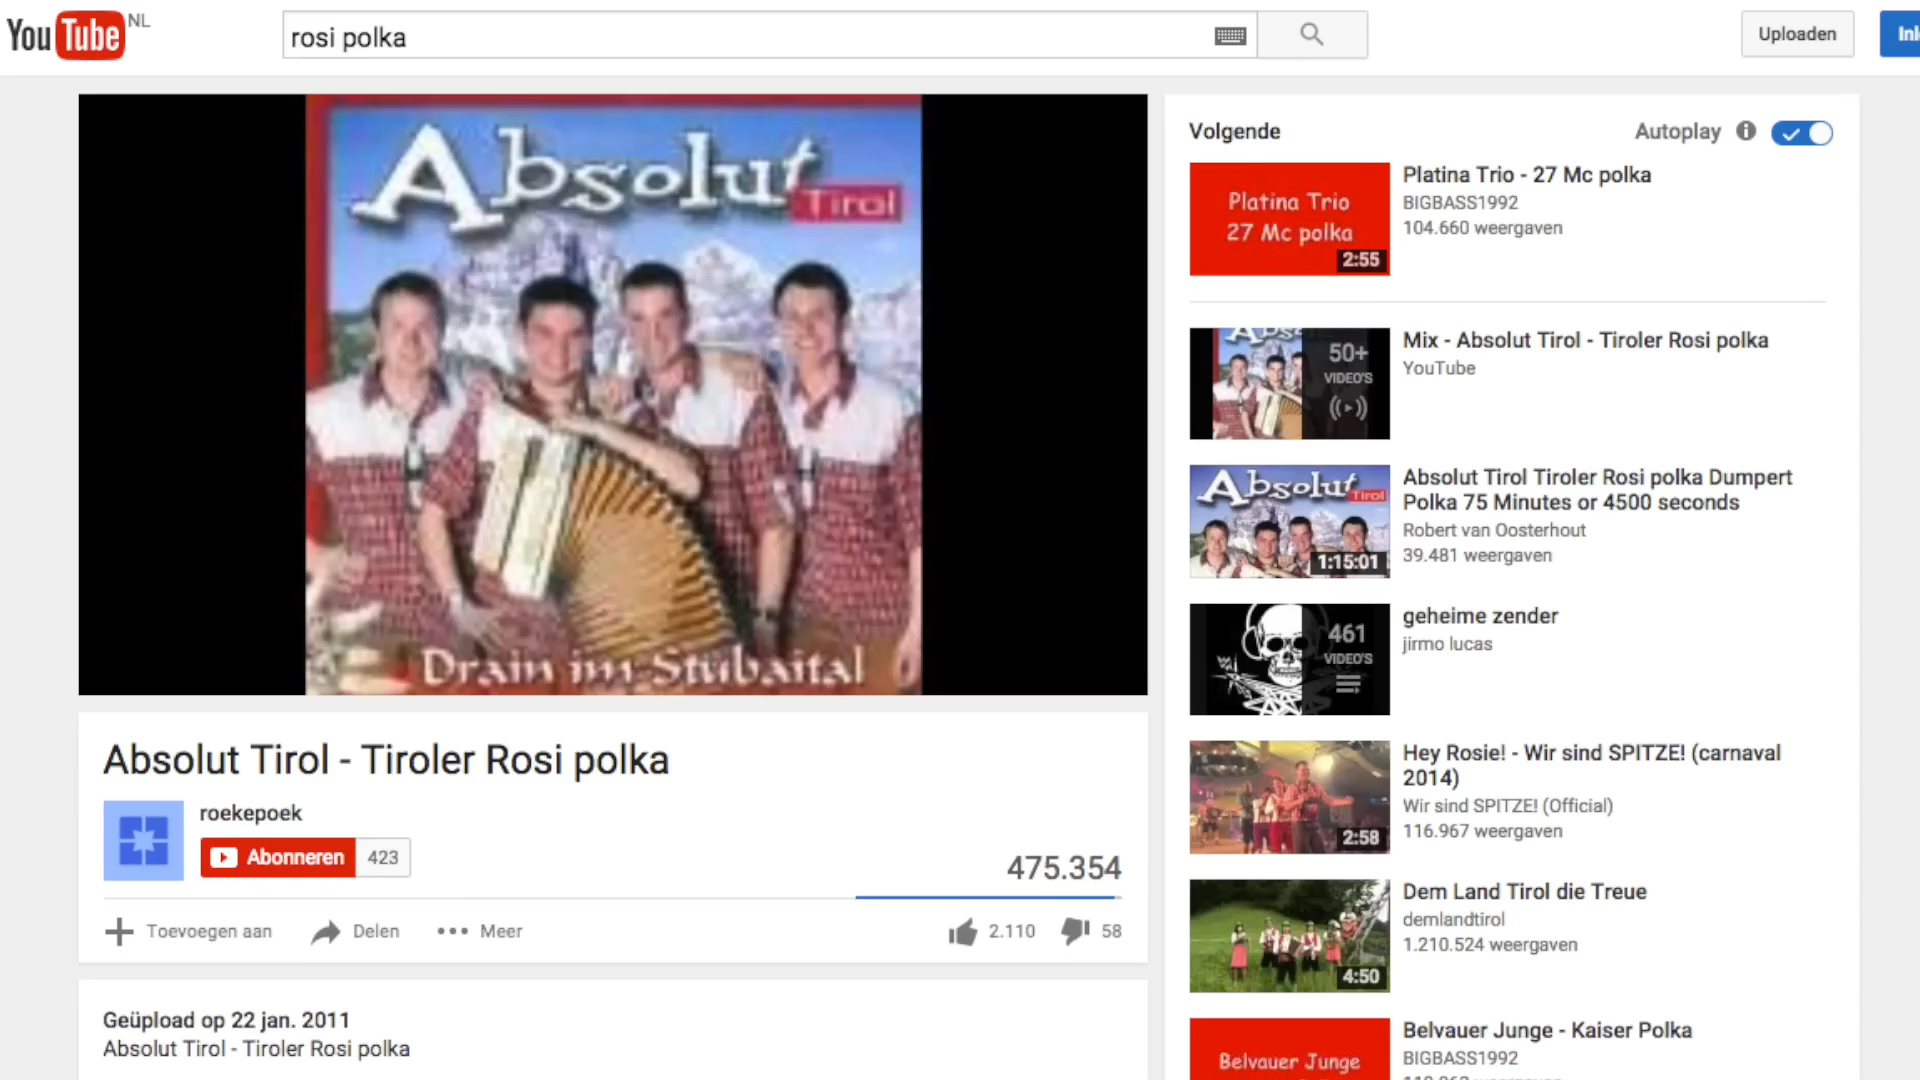 YouTube NL
rosi polka
Uploaden
Absolut
Tirol
Drain im Stubaital
Absolut Tirol - Tiroler Rosi polka
roekepoek
Abonneren 423
475.354
Toevoegen aan Delen Meer 2.110 58
Geüpload op 22 jan. 2011
Absolut Tirol - Tiroler Rosi polka
Volgende Autoplay
Platina Trio
27 Mc polka
2:55
Platina Trio - 27 Mc polka
BIGBASS1992
104.660 weergaven
50+
VIDEO'S
Mix - Absolut Tirol - Tiroler Rosi polka
YouTube
Absolut
Tirol
1:15:01
Absolut Tirol Tiroler Rosi polka Dumpert
Polka 75 Minutes or 4500 seconds
Robert van Oosterhout
39.481 weergaven
461
VIDEO'S
geheime zender
jirmo lucas
2:58
Hey Rosie! - Wir sind SPITZE! (carnaval
2014)
Wir sind SPITZE! (Official)
116.967 weergaven
4:50
Dem Land Tirol die Treue
demlandtirol
1.210.524 weergaven
Belvauer Junge
Belvauer Junge - Kaiser Polka
BIGBASS1992